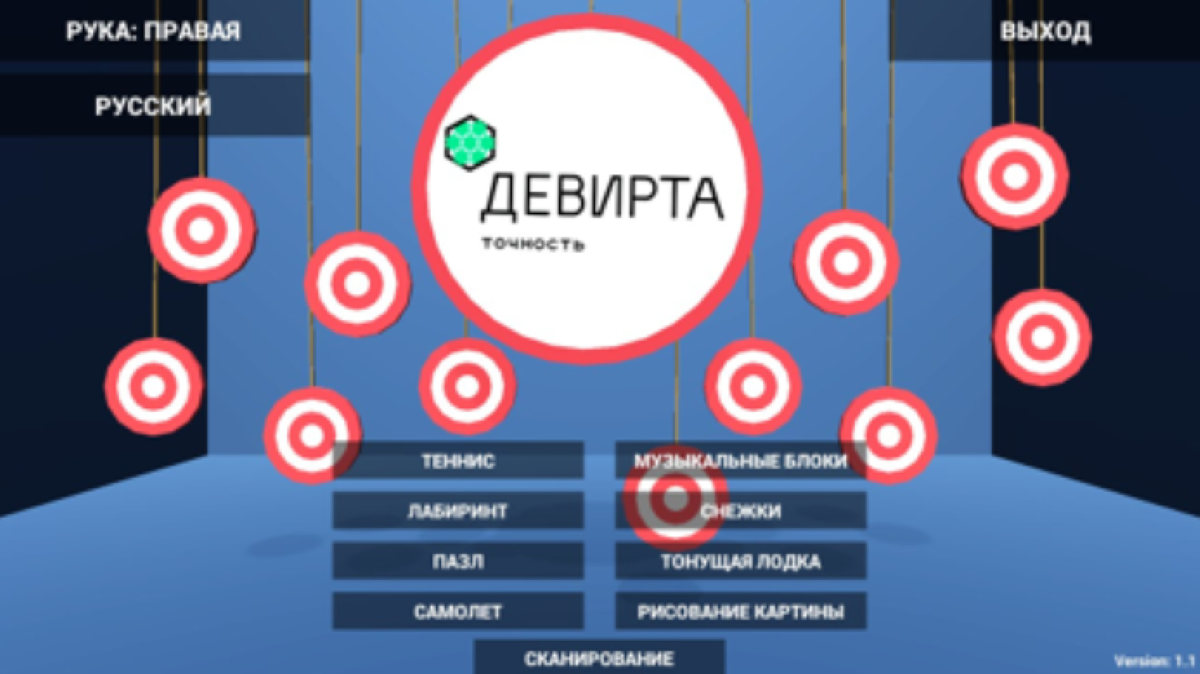 РУКА: ПРАВАЯ
ВЫХОД
РУССКИЙ
ДЕВИРТА
точность
ТЕННИС
МУЗЫКАЛЬНЫЕ БЛОКИ
ЛАБИРИНТ
СНЕЖКИ
ПАЗЛ
ТОНУЩАЯ ЛОДКА
САМОЛЕТ
РИСОВАНИЕ КАРТИНЫ
СКАНИРОВАНИЕ
Version: 1.1